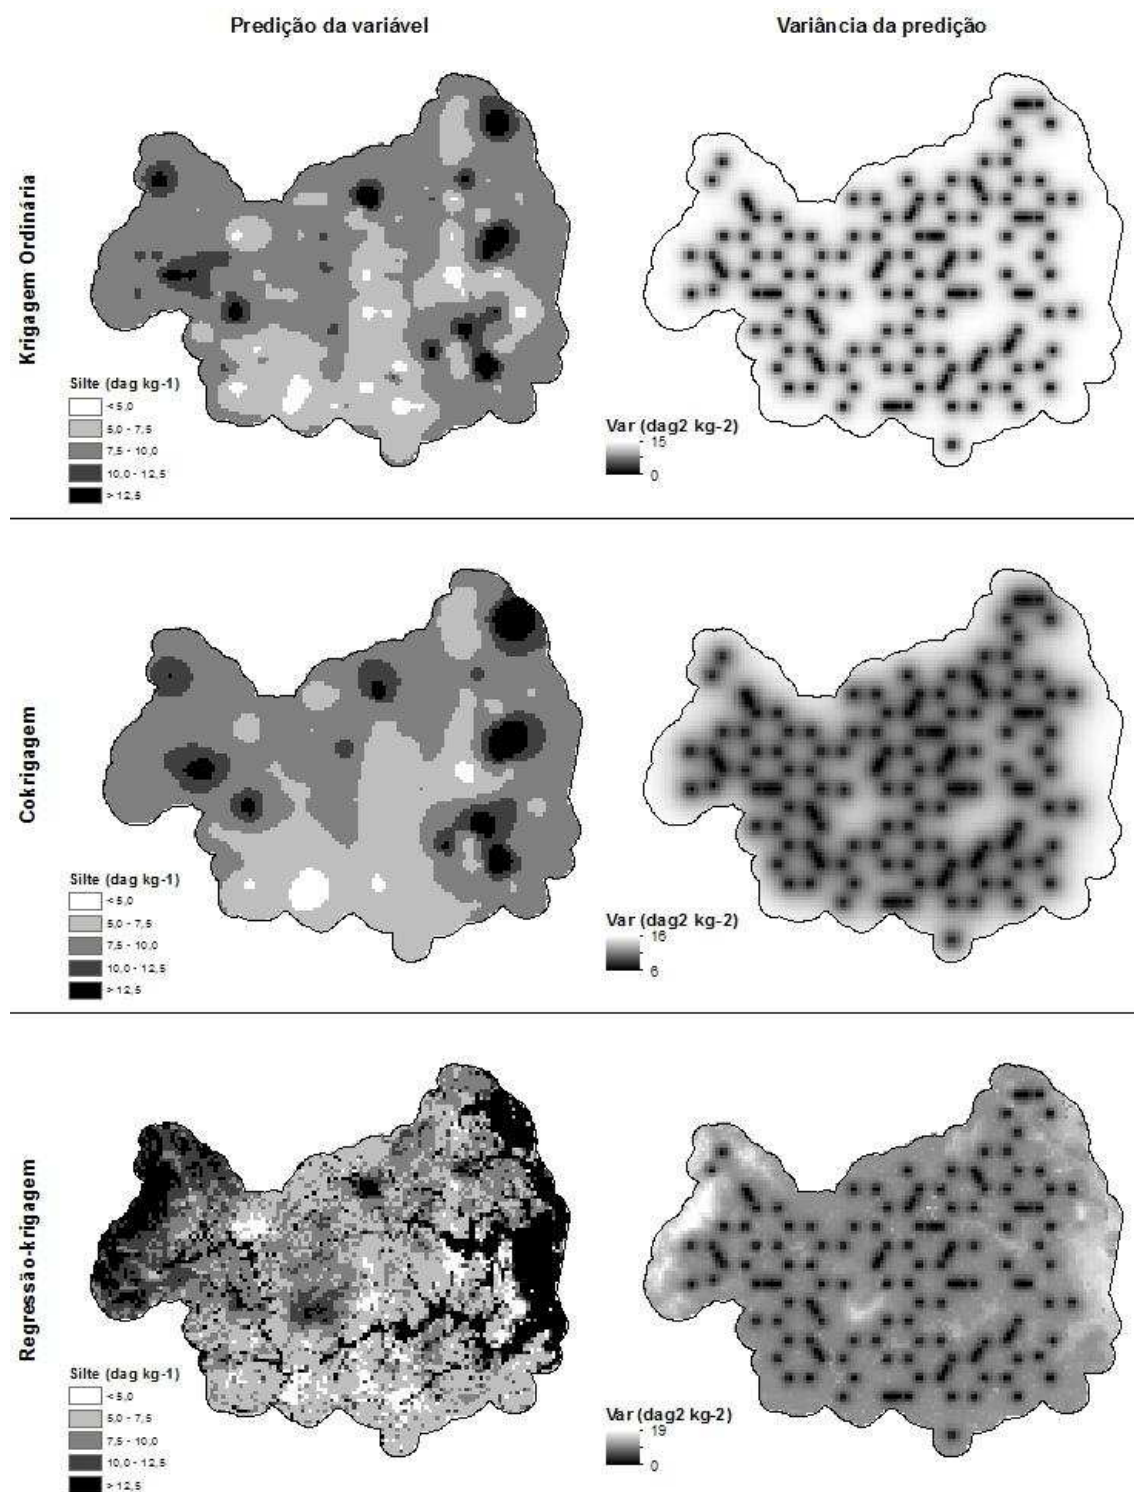 Predição da variável
Variância da predição
Krigagem Ordinária
Silte (dag kg-1)
< 5,0
5,0 - 7,5
7,5 - 10,0
10,0 - 12,5
> 12,5
Var (dag2 kg-2)
15
0
Cokrigagem
Silte (dag kg-1)
< 5,0
5,0 - 7,5
7,5 - 10,0
10,0 - 12,5
> 12,5
Var (dag2 kg-2)
16
6
Regressão-krigagem
Silte (dag kg-1)
< 5,0
5,0 - 7,5
7,5 - 10,0
10,0 - 12,5
> 12,5
Var (dag2 kg-2)
19
0